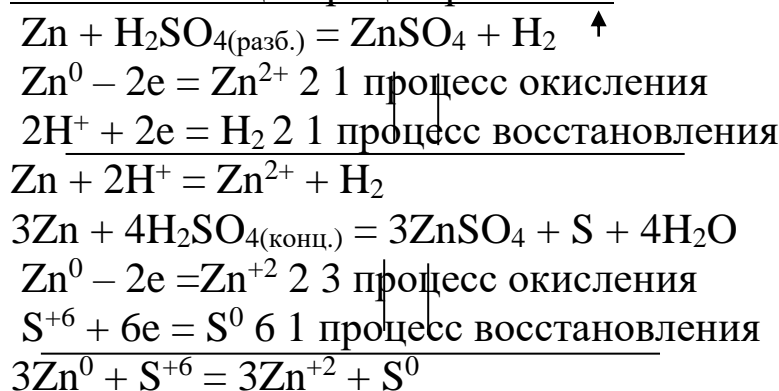 Zn + H₂SO₄₍разб.₎ = ZnSO₄ + H₂ ↑
Zn⁰ – 2e = Zn²⁺ 2 1 процесс окисления
2H⁺ + 2e = H₂ 2 1 процесс восстановления
Zn + 2H⁺ = Zn²⁺ + H₂
3Zn + 4H₂SO₄₍конц.₎ = 3ZnSO₄ + S + 4H₂O
Zn⁰ – 2e =Zn⁺² 2 3 процесс окисления
S⁺⁶ + 6e = S⁰ 6 1 процесс восстановления
3Zn⁰ + S⁺⁶ = 3Zn⁺² + S⁰